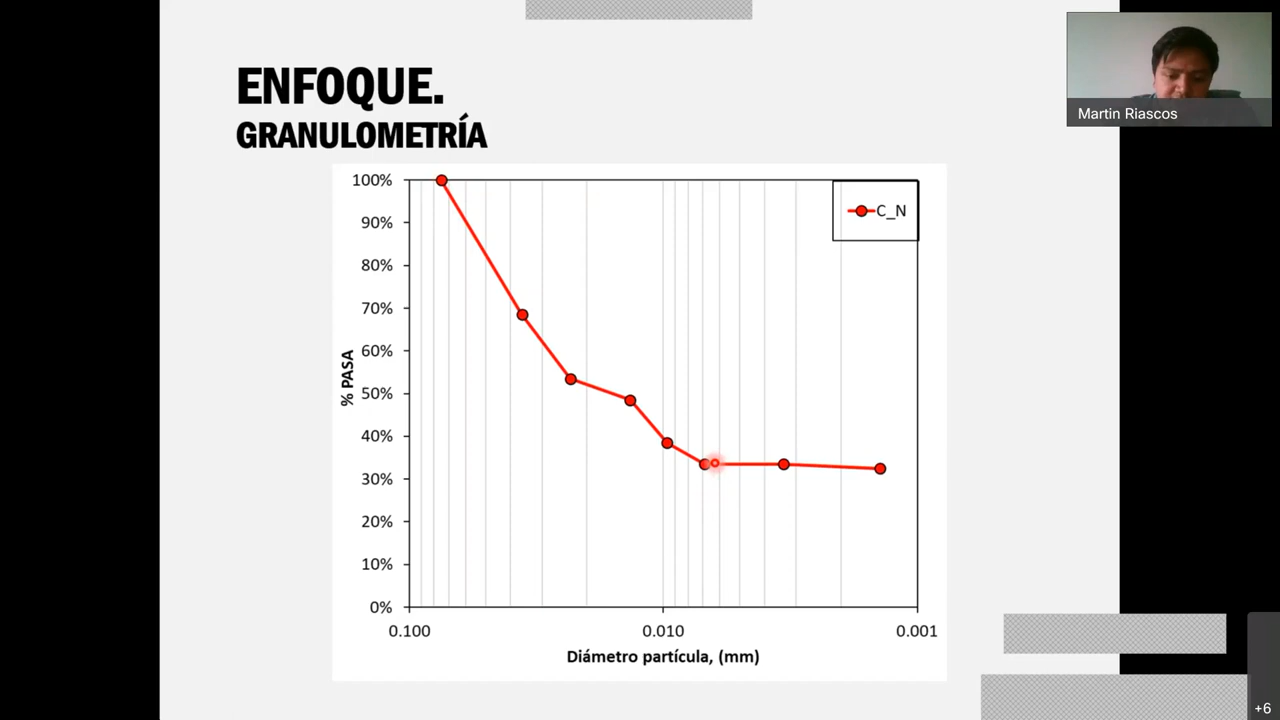 ENFOQUE.
GRANULOMETRÍA
Martin Riascos
100%
90%
80%
70%
60%
50%
40%
30%
20%
10%
0%
% PASA
C_N
0.100
0.010
0.001
Diámetro partícula, (mm)
+6